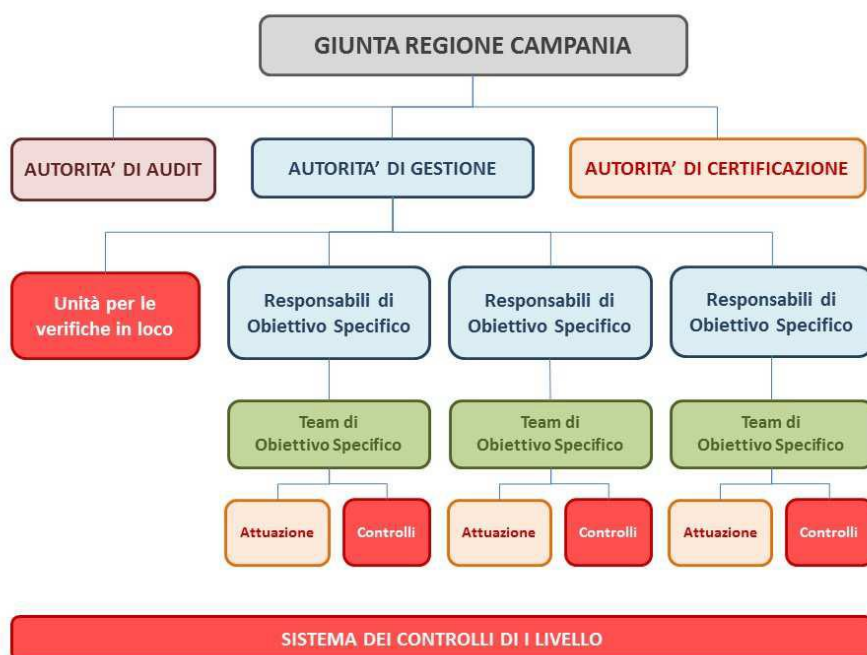 GIUNTA REGIONE CAMPANIA
AUTORITA’ DI AUDIT
AUTORITA’ DI GESTIONE
AUTORITA’ DI CERTIFICAZIONE
Unità per le
verifiche in loco
Responsabili di
Obiettivo Specifico
Responsabili di
Obiettivo Specifico
Responsabili di
Obiettivo Specifico
Team di
Obiettivo Specifico
Team di
Obiettivo Specifico
Team di
Obiettivo Specifico
Attuazione
Controlli
Attuazione
Controlli
Attuazione
Controlli
SISTEMA DEI CONTROLLI DI I LIVELLO